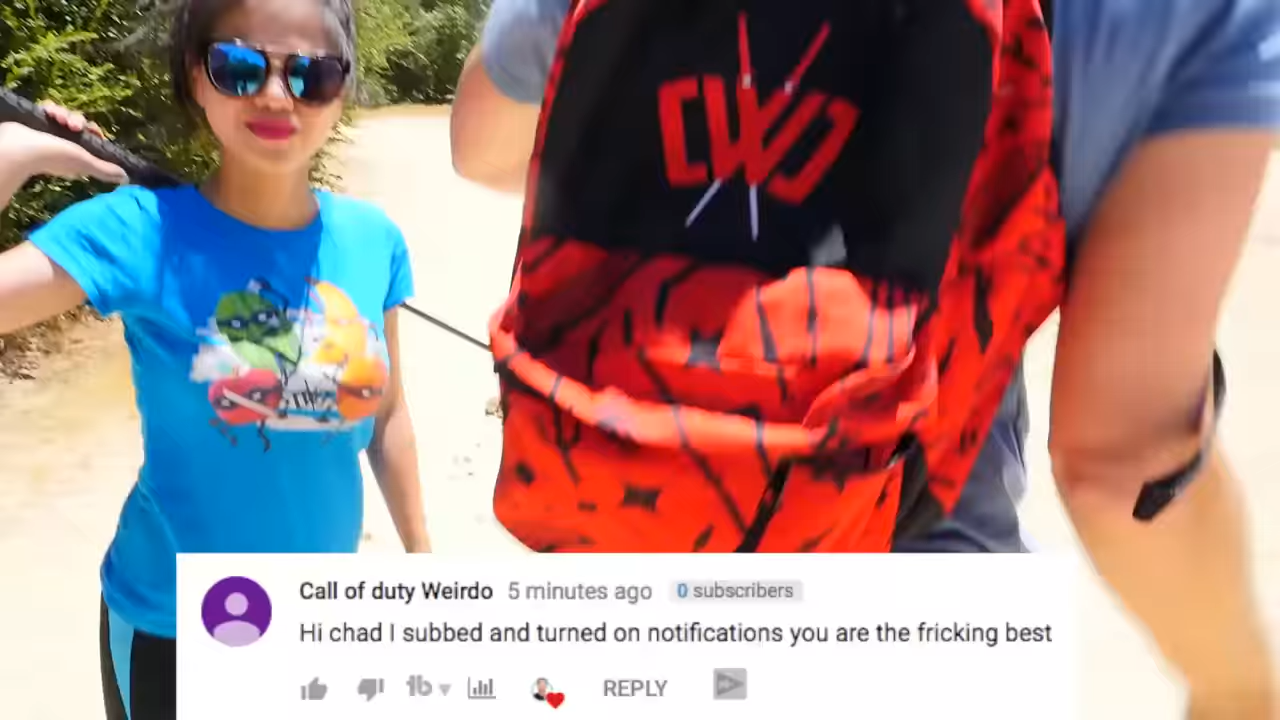 CWC
Call of duty Weirdo 5 minutes ago 0 subscribers
Hi chad I subbed and turned on notifications you are the fricking best
REPLY